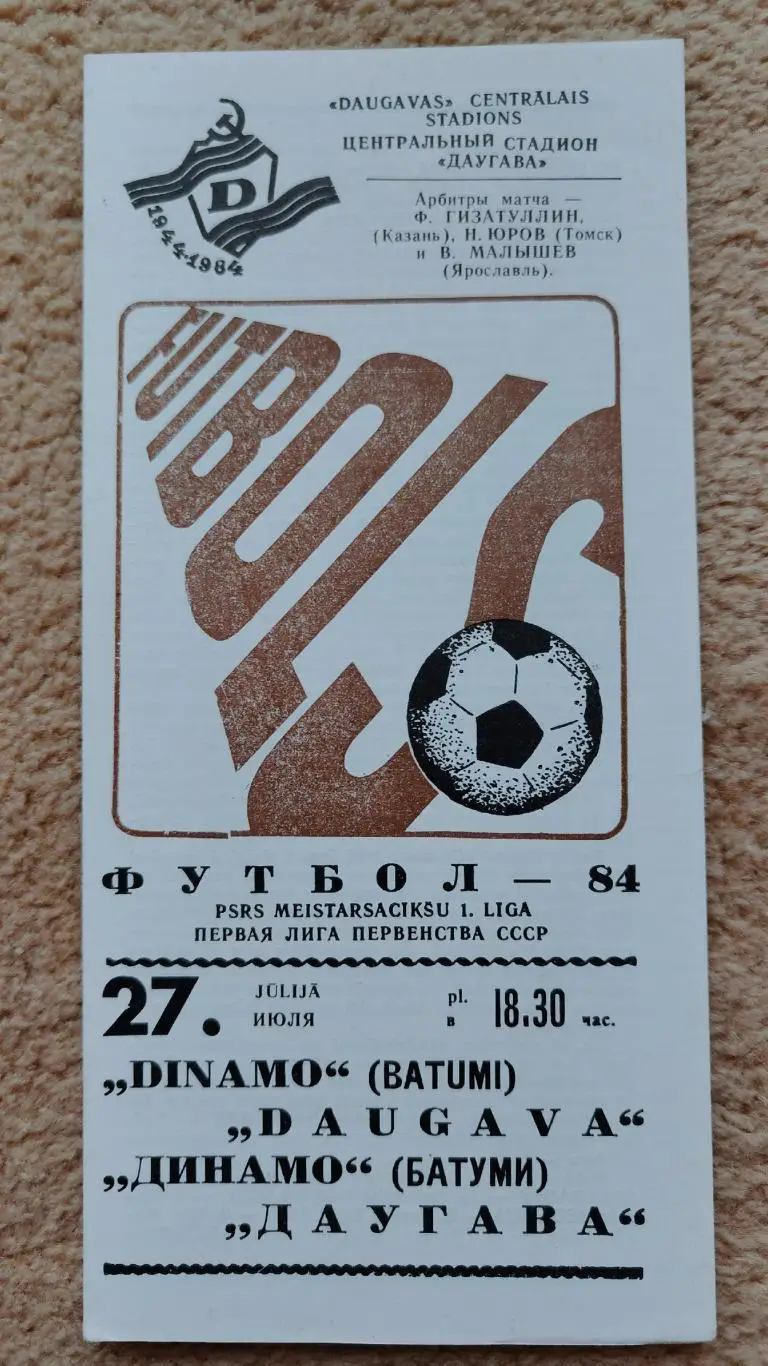 D
1944-1984
«DAUGAVAS» CENTRĀLAIS
STADIONS
ЦЕНТРАЛЬНЫЙ СТАДИОН
«ДАУГАВА»
Арбитры матча —
Ф. ГИЗАТУЛЛИН,
(Казань), Н. ЮРОВ (Томск)
и В. МАЛЫШЕВ
(Ярославль).
FUTBOLS
ФУТБОЛ — 84
PSRS MEISTARSACĪKŠU 1. LIGA
ПЕРВАЯ ЛИГА ПЕРВЕНСТВА СССР
27. JŪLIJĀ pl. 18.30
ИЮЛЯ в час.
„DINAMO“ (BATUMI)
„DAUGAVA“
„ДИНАМО“ (БАТУМИ)
„ДАУГАВА“